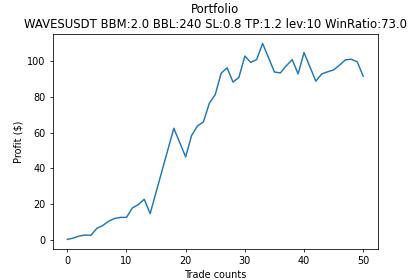 Portfolio
WAVESUSDT BBM:2.0 BBL:240 SL:0.8 TP:1.2 lev:10 WinRatio:73.0
100
80
60
40
20
0
Profit ($)
0 10 20 30 40 50
Trade counts